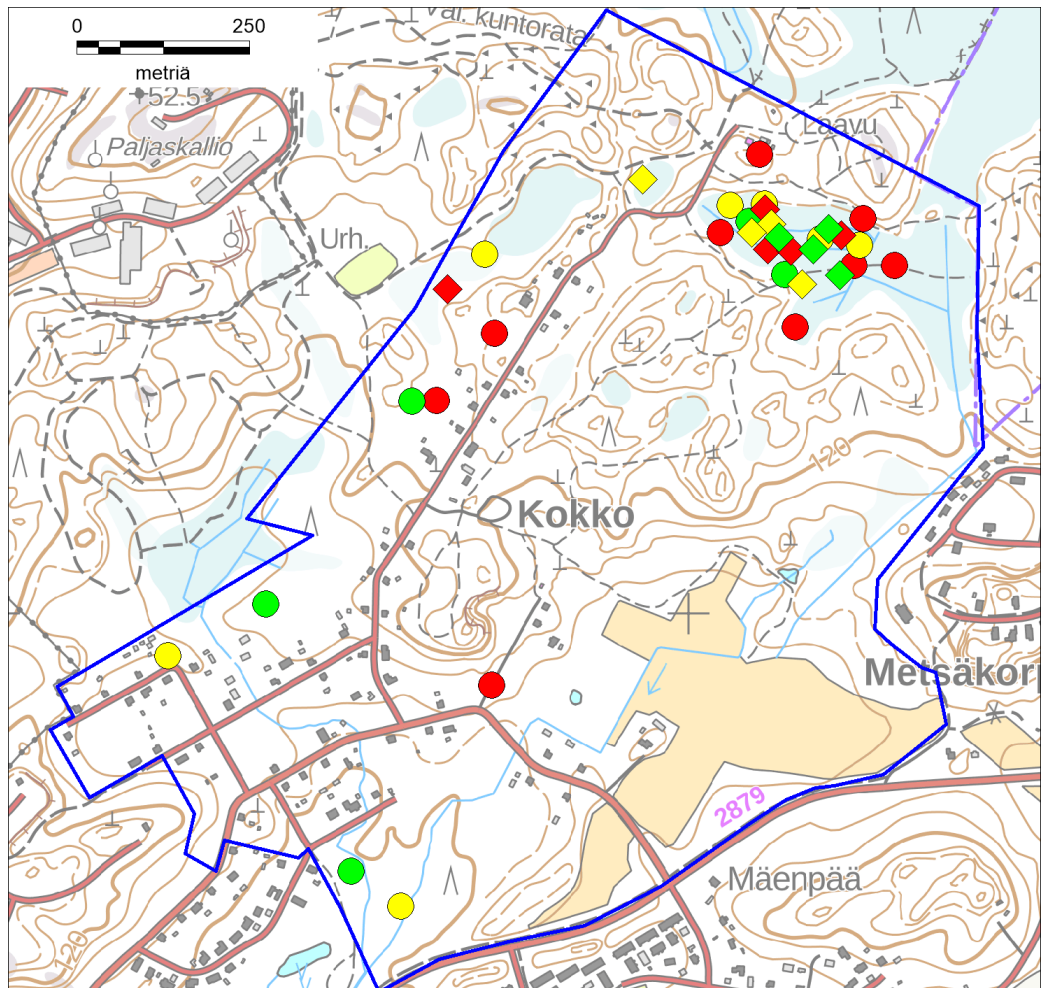 0 250
metriä
Val. kuntorata
52.5
Paljaskallio
Laavu
Urh.
120
Kokko
Metsäkorp
2879
Mäenpää
120